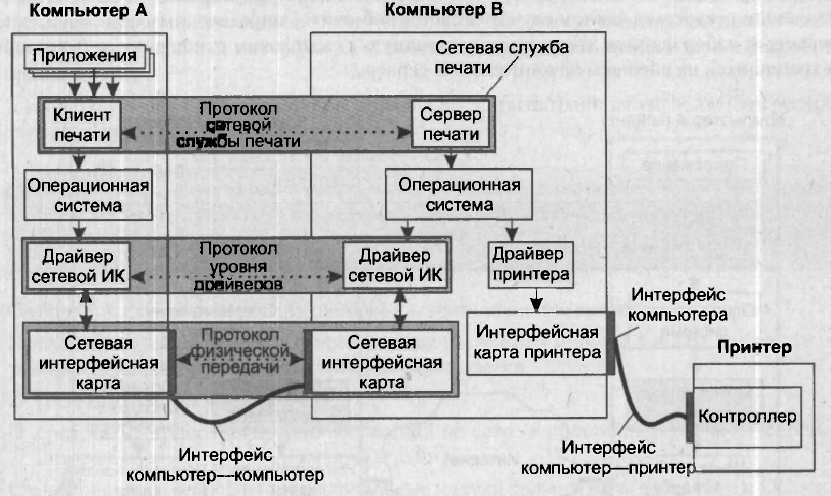 Компьютер А
Компьютер В
Приложения
Сетевая служба
печати
Клиент
печати
Протокол
сетевой
службы печати
Сервер
печати
Операционная
система
Операционная
система
Драйвер
сетевой ИК
Протокол
уровня
драйверов
Драйвер
сетевой ИК
Драйвер
принтера
Сетевая
интерфейсная
карта
Протокол
физической
передачи
Сетевая
интерфейсная
карта
Интерфейсная
карта принтера
Интерфейс
компьютера
Принтер
Контроллер
Интерфейс
компьютер---компьютер
Интерфейс
компьютер—принтер